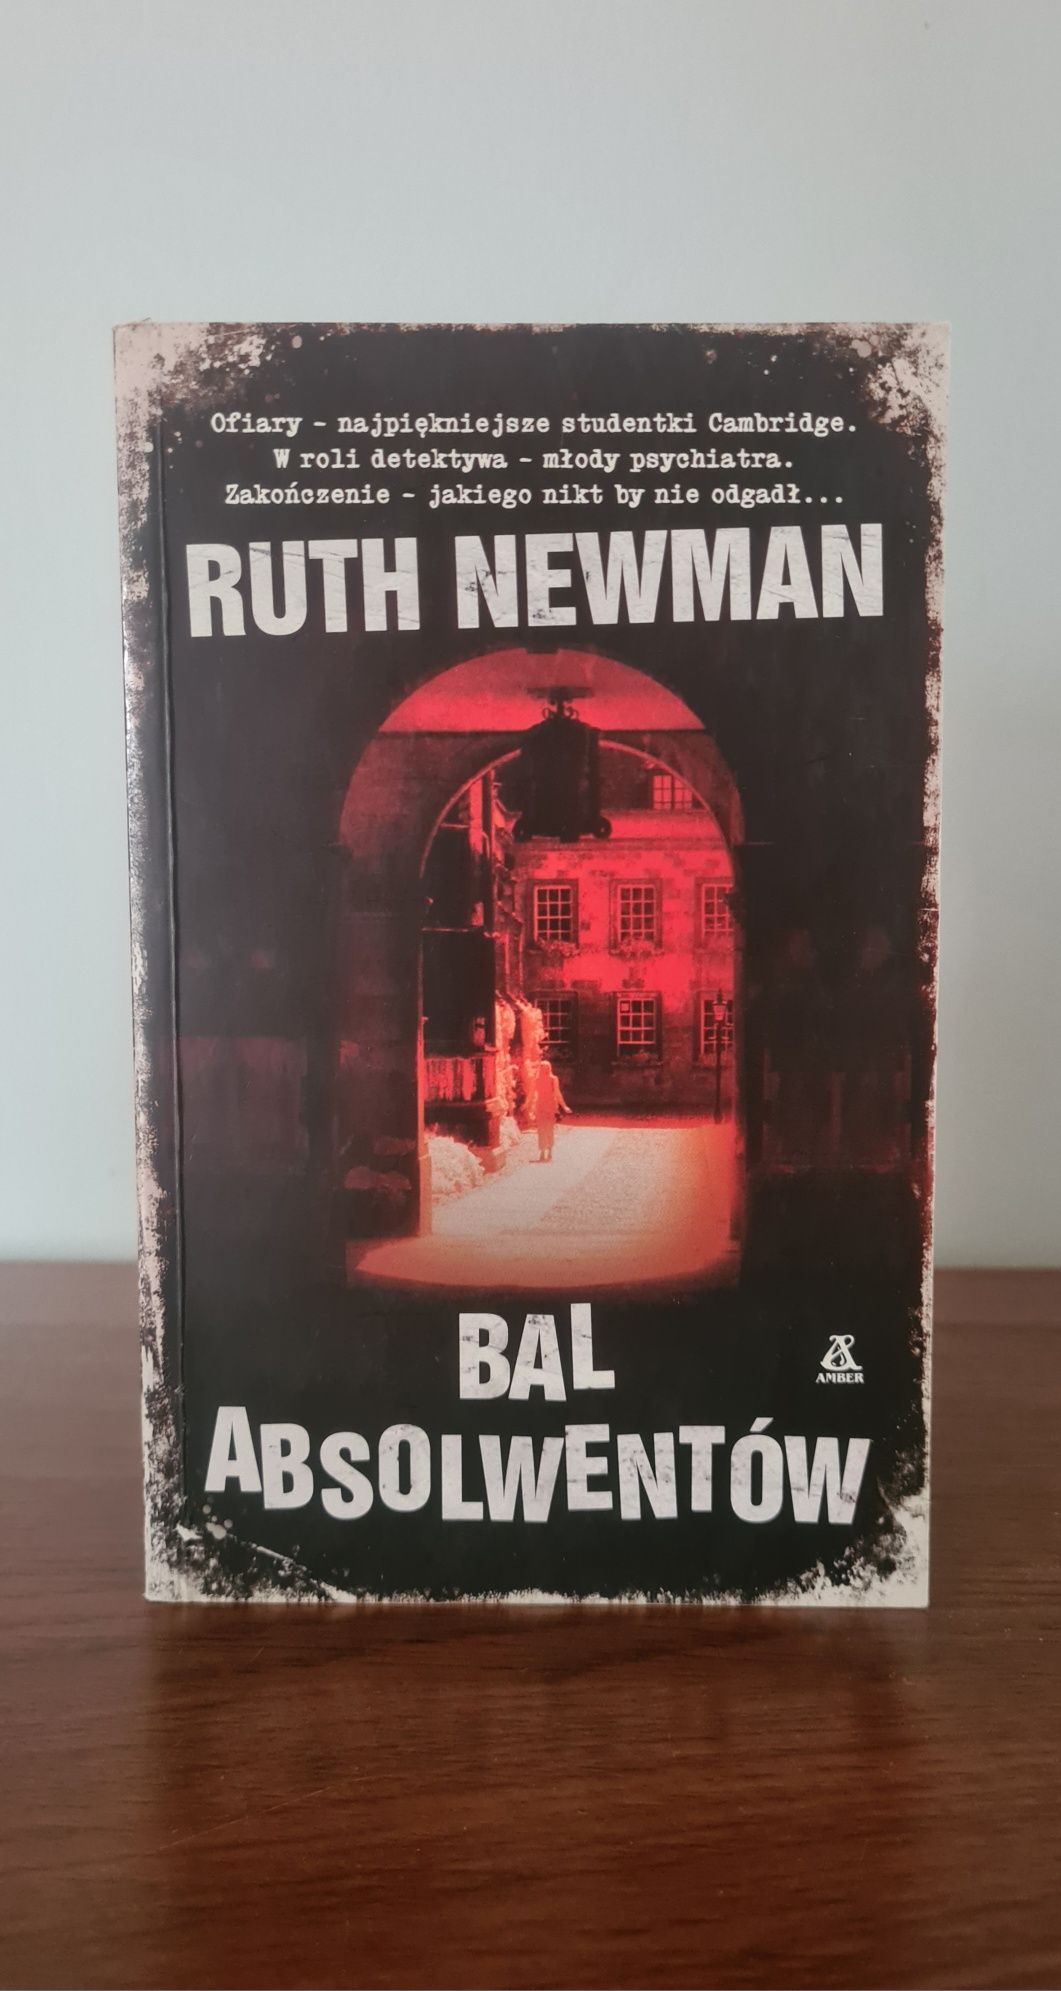 Ofiary - najpiękniejsze studentki Cambridge.
W roli detektywa - młody psychiatra.
Zakończenie - jakiego nikt by nie odgadł...
RUTH NEWMAN
BAL
AMBER
ABSOLWENTÓW